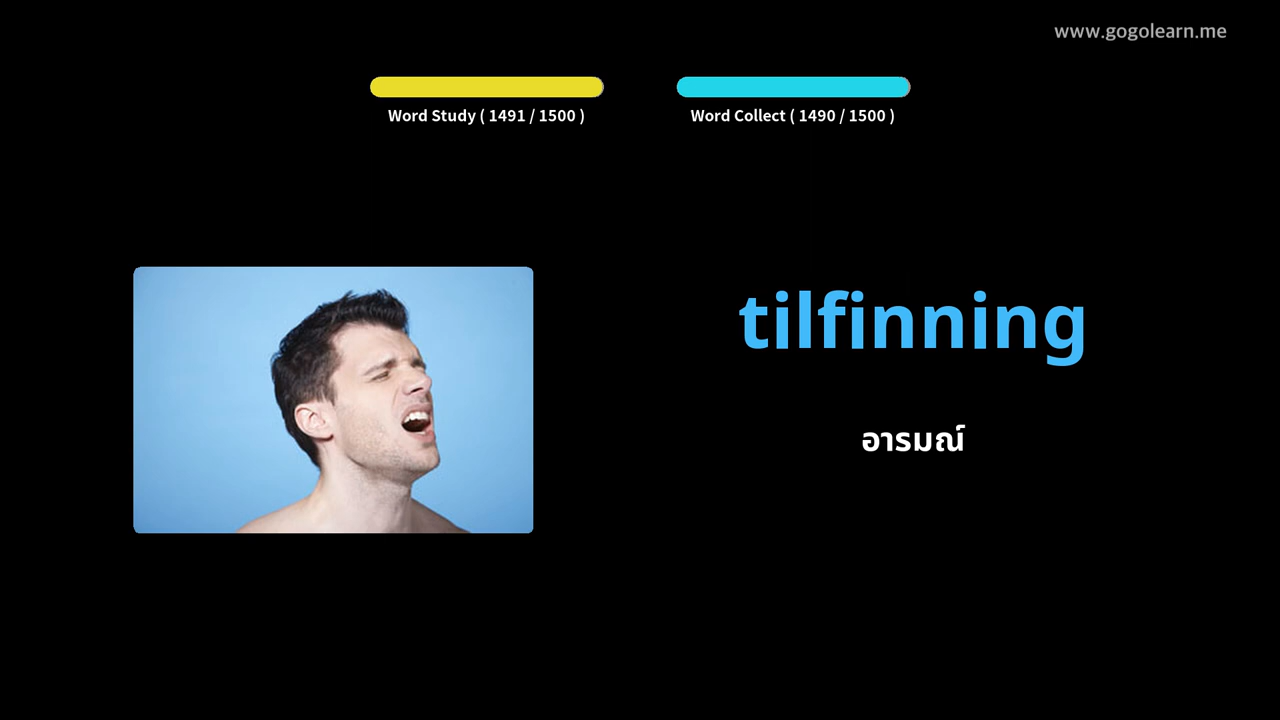 www.gogolearn.me
Word Study ( 1491 / 1500 )
Word Collect ( 1490 / 1500 )
tilfinning
อารมณ์